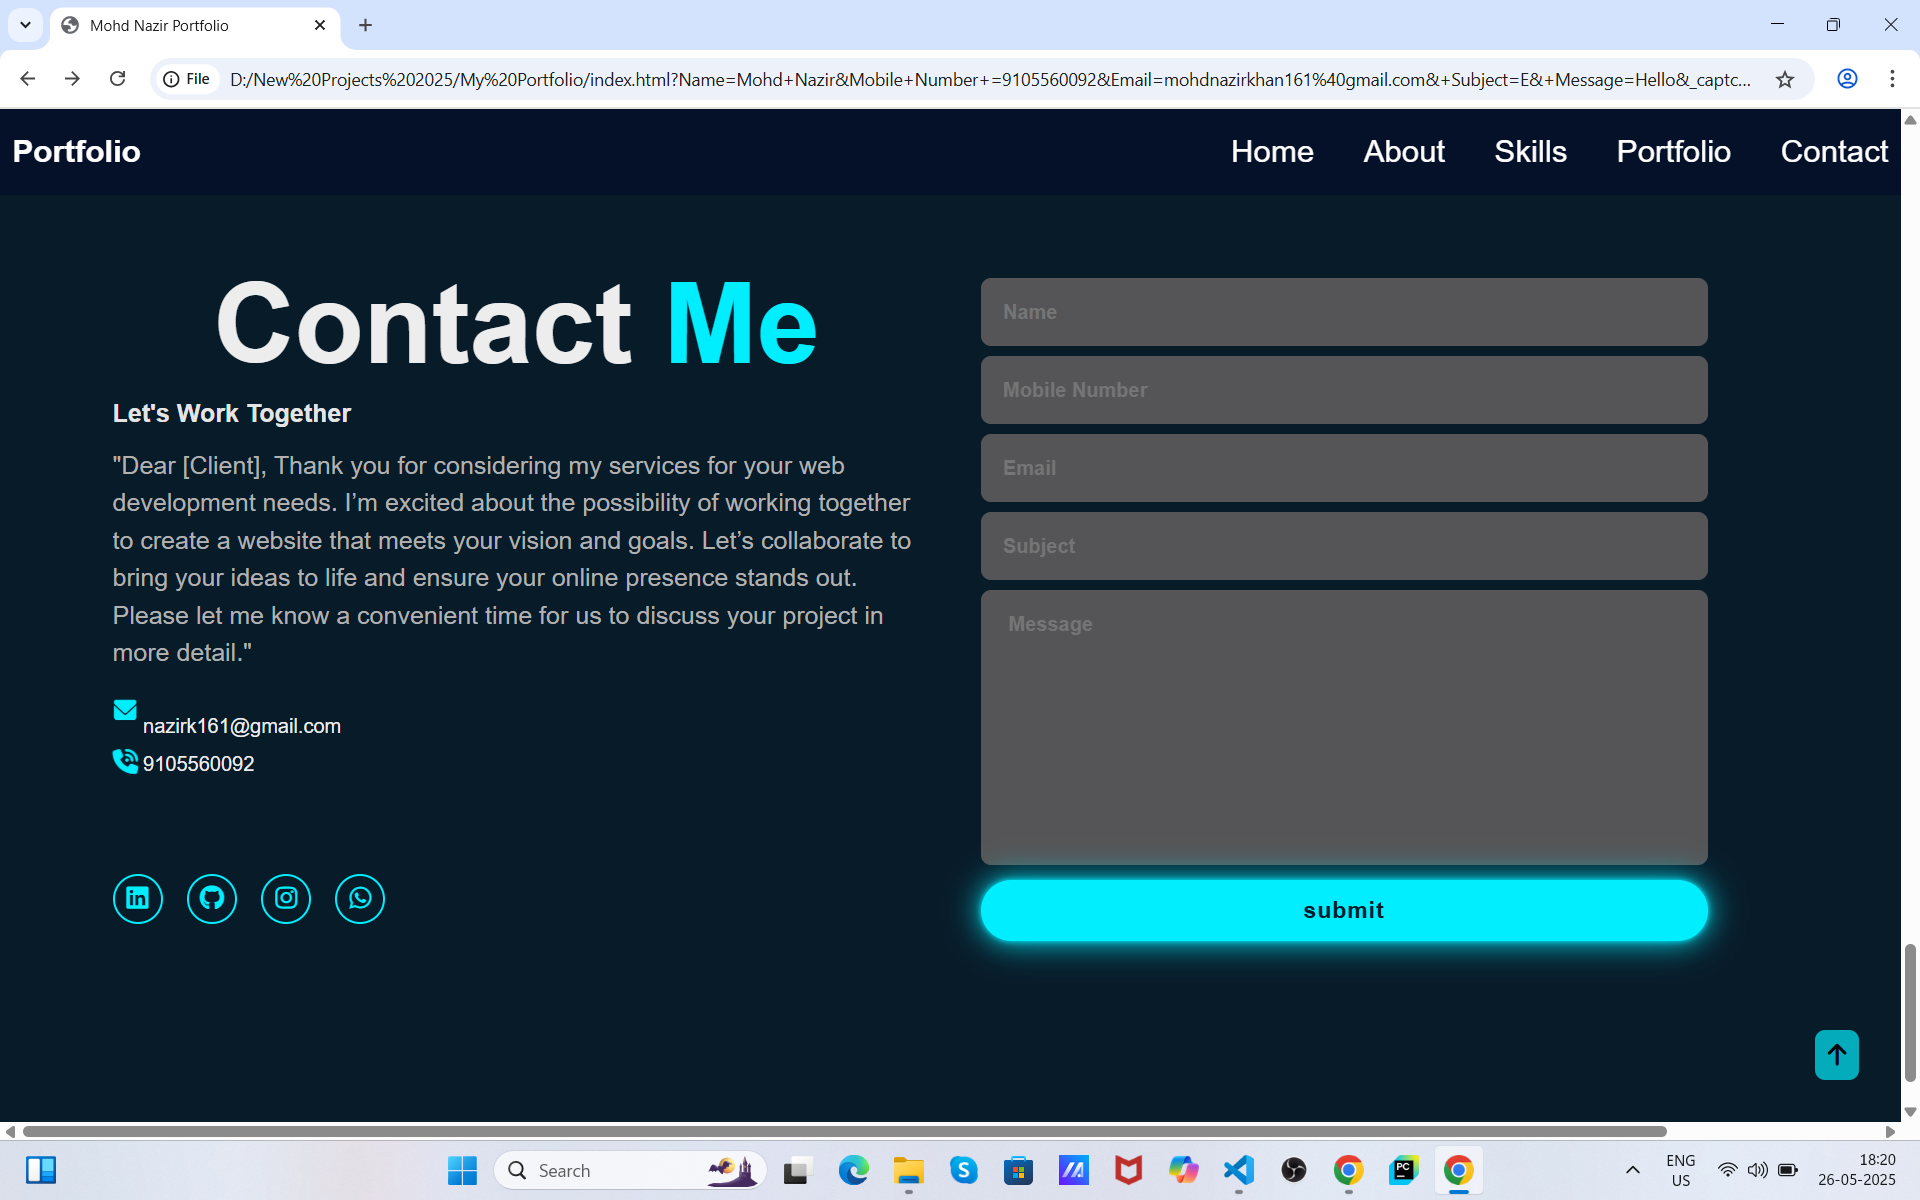 Mohd Nazir Portfolio
File
D:/New%20Projects%202025/My%20Portfolio/index.html?Name=Mohd+Nazir&Mobile+Number+=9105560092&Email=mohdnazirkhan161%40gmail.com&+Subject=E&+Message=Hello&_captc...
Portfolio
Home
About
Skills
Portfolio
Contact
Contact Me
Let's Work Together
"Dear [Client], Thank you for considering my services for your web
development needs. I’m excited about the possibility of working together
to create a website that meets your vision and goals. Let’s collaborate to
bring your ideas to life and ensure your online presence stands out.
Please let me know a convenient time for us to discuss your project in
more detail."
nazirk161@gmail.com
9105560092
Name
Mobile Number
Email
Subject
Message
submit
Search
PC
ENG
US
18:20
26-05-2025